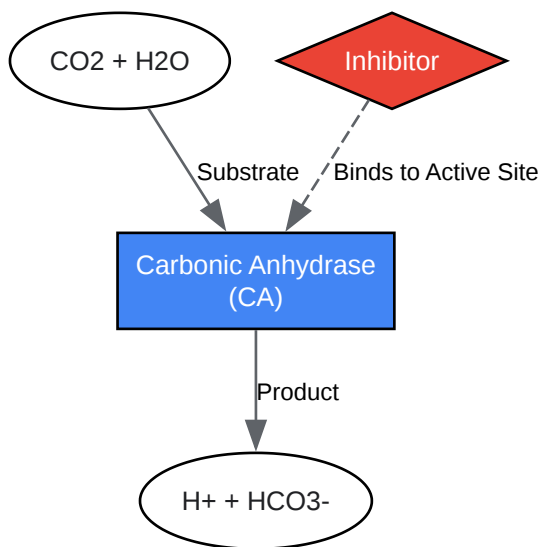 CO2 + H2O
Inhibitor
Substrate
Binds to Active Site
Carbonic Anhydrase
(CA)
Product
H+ + HCO3-